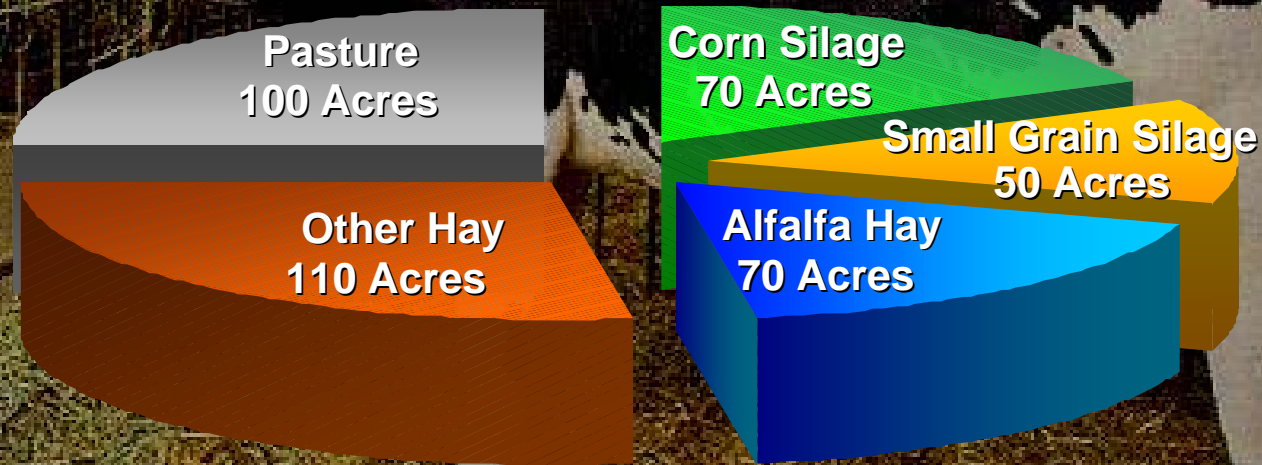 Pasture
100 Acres
Corn Silage
70 Acres
Small Grain Silage
50 Acres
Other Hay
110 Acres
Alfalfa Hay
70 Acres